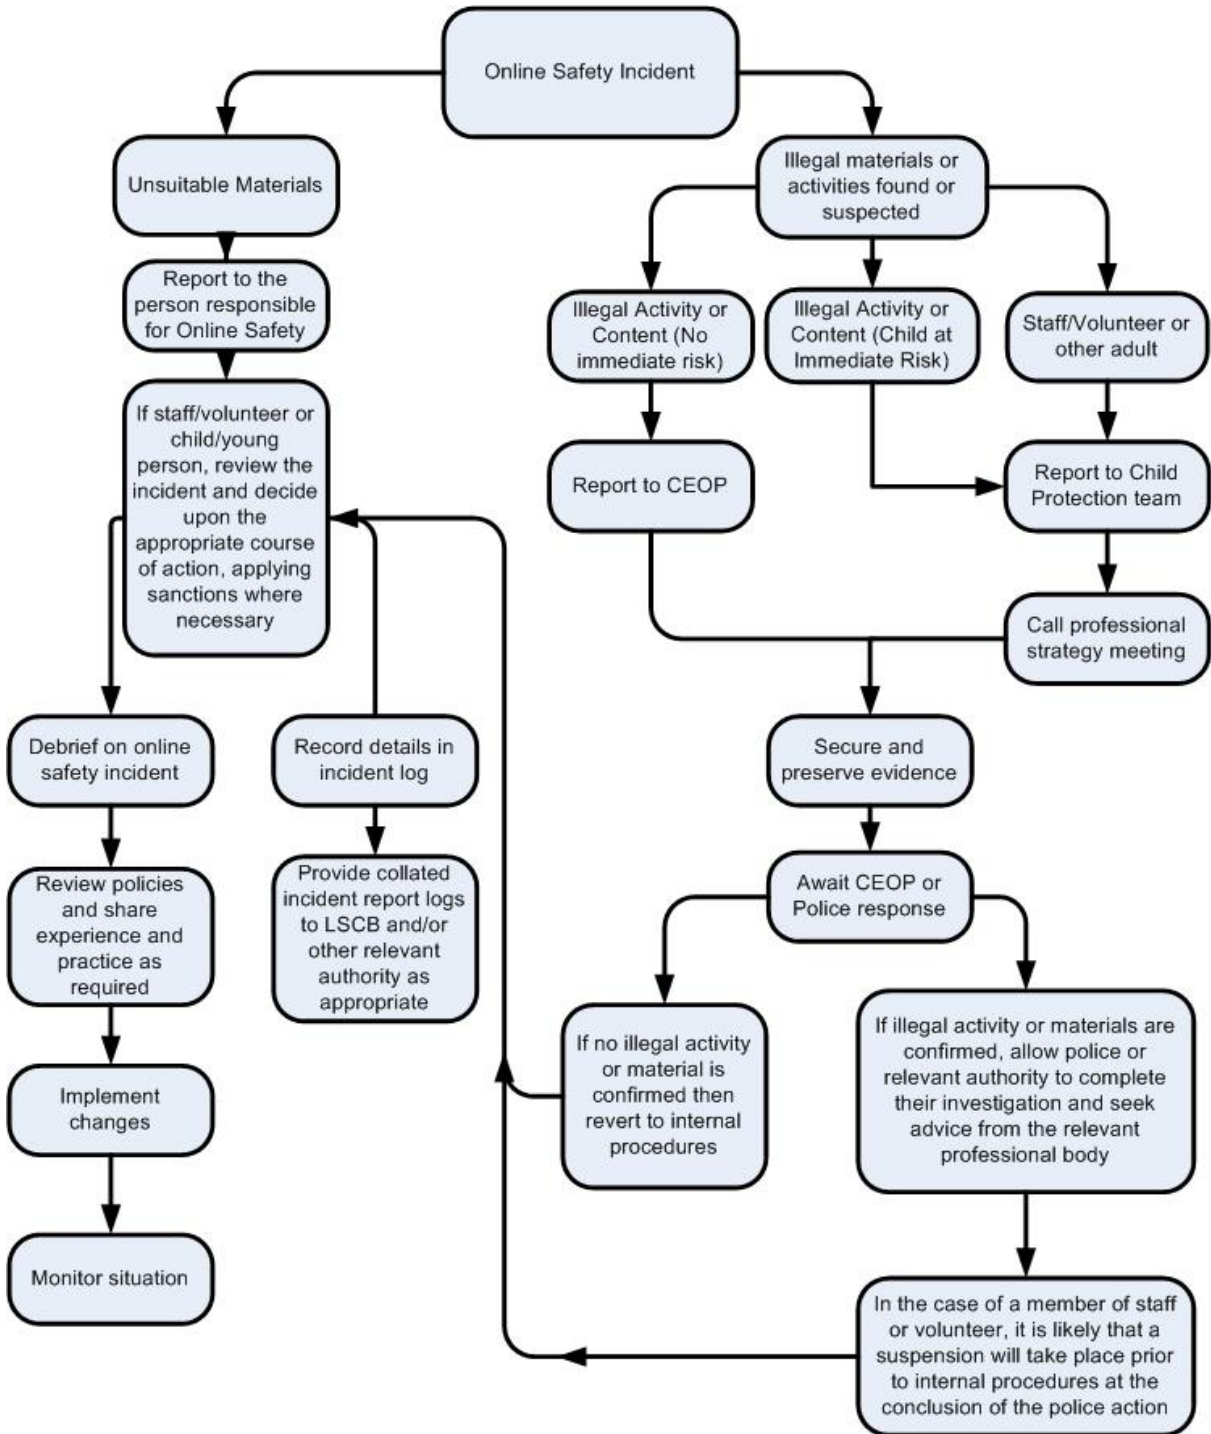 Online Safety Incident
Unsuitable Materials
Report to the
person responsible
for Online Safety
If staff/volunteer or
child/young
person, review the
incident and decide
upon the
appropriate course
of action, applying
sanctions where
necessary
Debrief on online
safety incident
Review policies
and share
experience and
practice as
required
Implement
changes
Monitor situation
Record details in
incident log
Provide collated
incident report logs
to LSCB and/or
other relevant
authority as
appropriate
Illegal materials or
activities found or
suspected
Illegal Activity or
Content (No
immediate risk)
Illegal Activity or
Content (Child at
Immediate Risk)
Staff/Volunteer or
other adult
Report to CEOP
Report to Child
Protection team
Call professional
strategy meeting
Secure and
preserve evidence
Await CEOP or
Police response
If no illegal activity
or material is
confirmed then
revert to internal
procedures
If illegal activity or materials are
confirmed, allow police or
relevant authority to complete
their investigation and seek
advice from the relevant
professional body
In the case of a member of staff
or volunteer, it is likely that a
suspension will take place prior
to internal procedures at the
conclusion of the police action